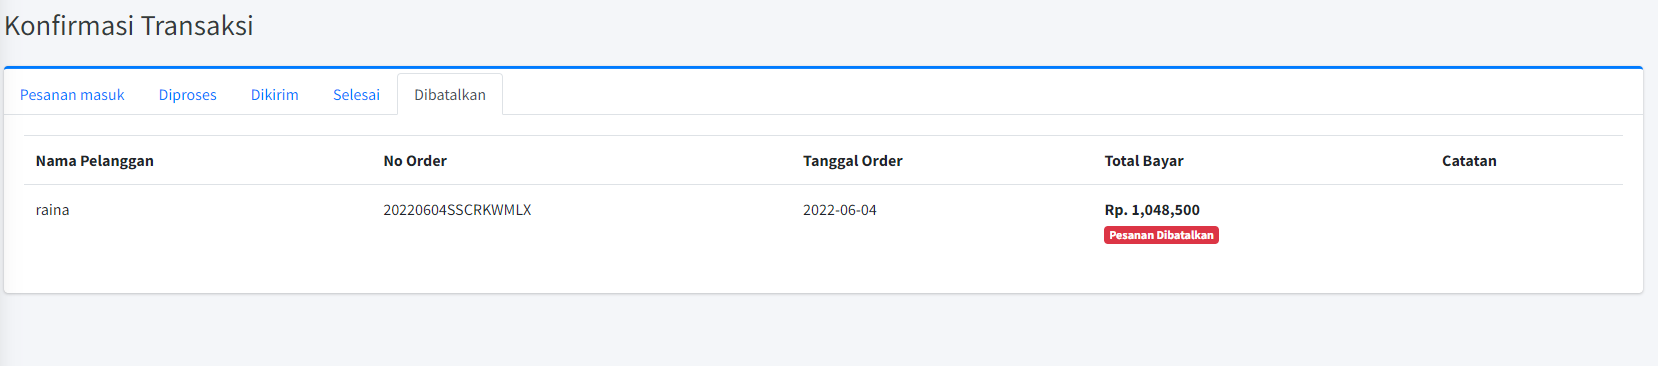 Konfirmasi Transaksi
Pesanan masuk Diproses Dikirim Selesai Dibatalkan
Nama Pelanggan No Order Tanggal Order Total Bayar Catatan
raina 20220604SSCRKWMLX 2022-06-04 Rp. 1,048,500
Pesanan Dibatalkan